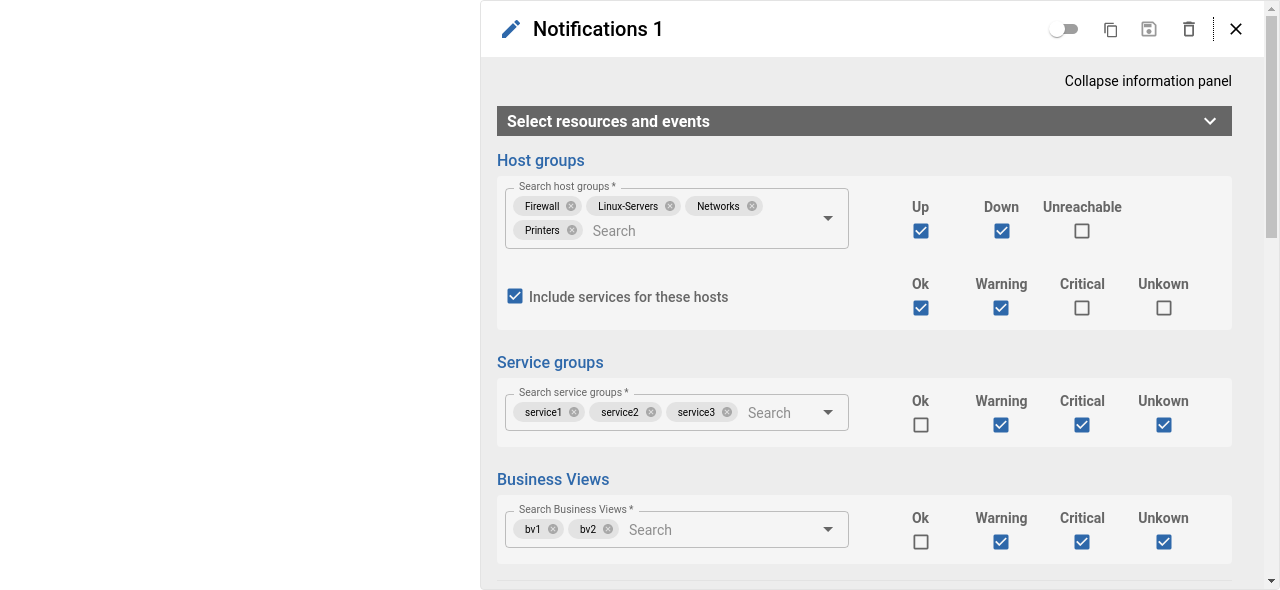 Notifications 1
Collapse information panel
Select resources and events
Host groups
Search host groups *
Firewall Linux-Servers Networks
Printers Search
Up Down Unreachable
Include services for these hosts
Ok Warning Critical Unkown
Service groups
Search service groups *
service1 service2 service3 Search
Ok Warning Critical Unkown
Business Views
Search Business Views *
bv1 bv2 Search
Ok Warning Critical Unkown